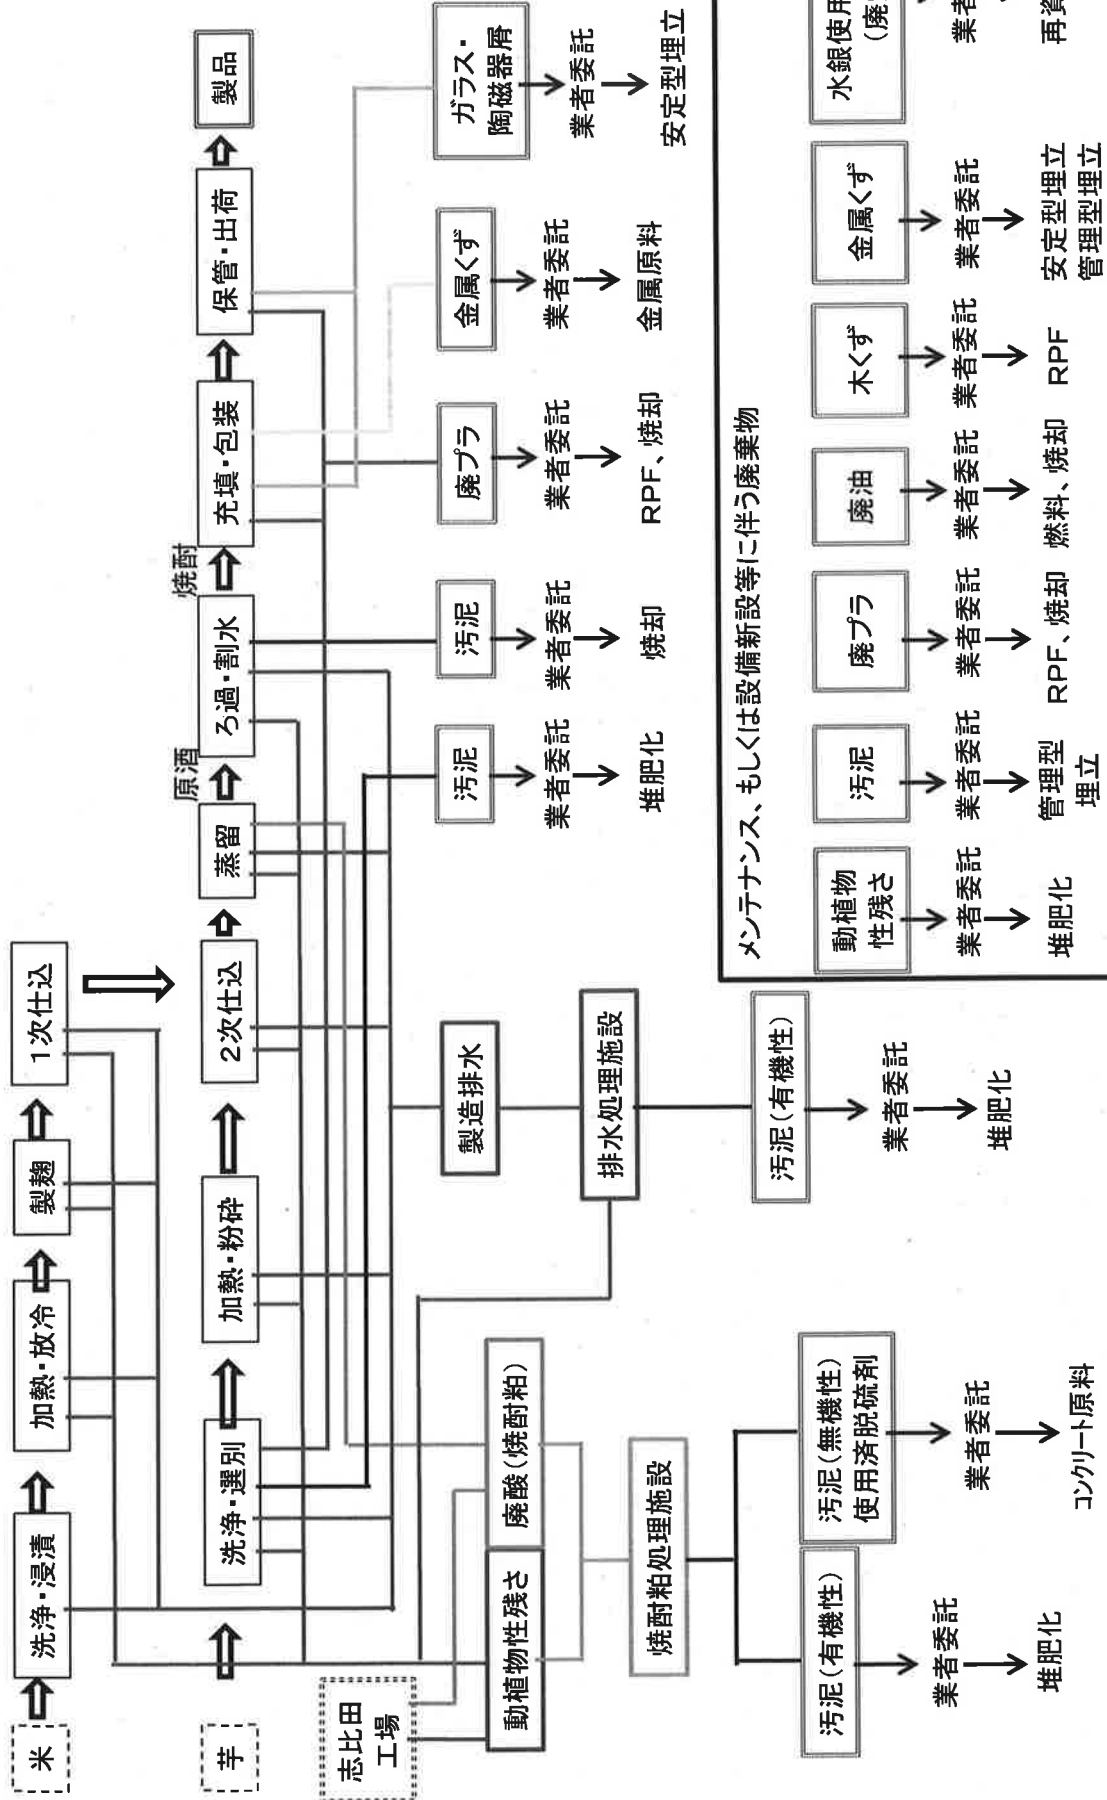 米
洗浄・浸漬
加熱・放冷
製麹
1次仕込
芋
洗浄・選別
加熱・粉砕
2次仕込
蒸留
原酒
ろ過・割水
焼酎
充填・包装
保管・出荷
製品
志比田
工場
動植物性残さ
廃酸(焼酎粕)
焼酎粕処理施設
汚泥(有機性)
業者委託
堆肥化
汚泥(無機性)
使用済脱硫剤
業者委託
コンクリート原料
製造排水
排水処理施設
汚泥(有機性)
業者委託
堆肥化
汚泥
業者委託
堆肥化
汚泥
業者委託
焼却
廃プラ
業者委託
RPF、焼却
金属くず
業者委託
金属原料
ガラス・
陶磁器屑
業者委託
安定型埋立
メンテナンス、もしくは設備新設等に伴う廃棄物
動植物
性残さ
業者委託
堆肥化
汚泥
業者委託
管理型
埋立
廃プラ
業者委託
RPF、焼却
廃油
業者委託
燃料、焼却
木くず
業者委託
RPF
金属くず
業者委託
安定型埋立
管理型埋立
水銀使用
(廃
業者
再資